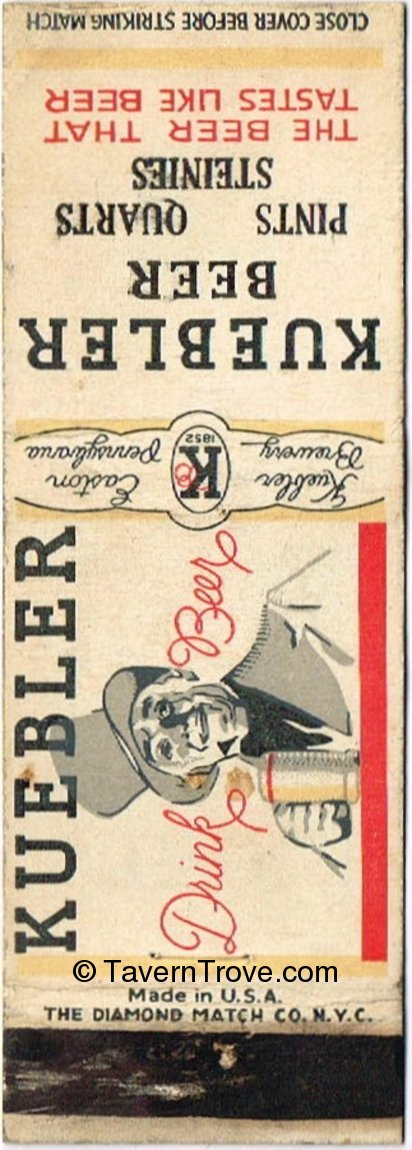 CLOSE COVER BEFORE STRIKING MATCH
THE BEER THAT
TASTES LIKE BEER
STEINIES
PINTS QUARTS
KUEBLER
BEER
Kuebler
Brewery
K
1852
Easton
Pennsylvania
KUEBLER
Drink Beer
© TavernTrove.com
Made in U.S.A.
THE DIAMOND MATCH CO. N.Y.C.